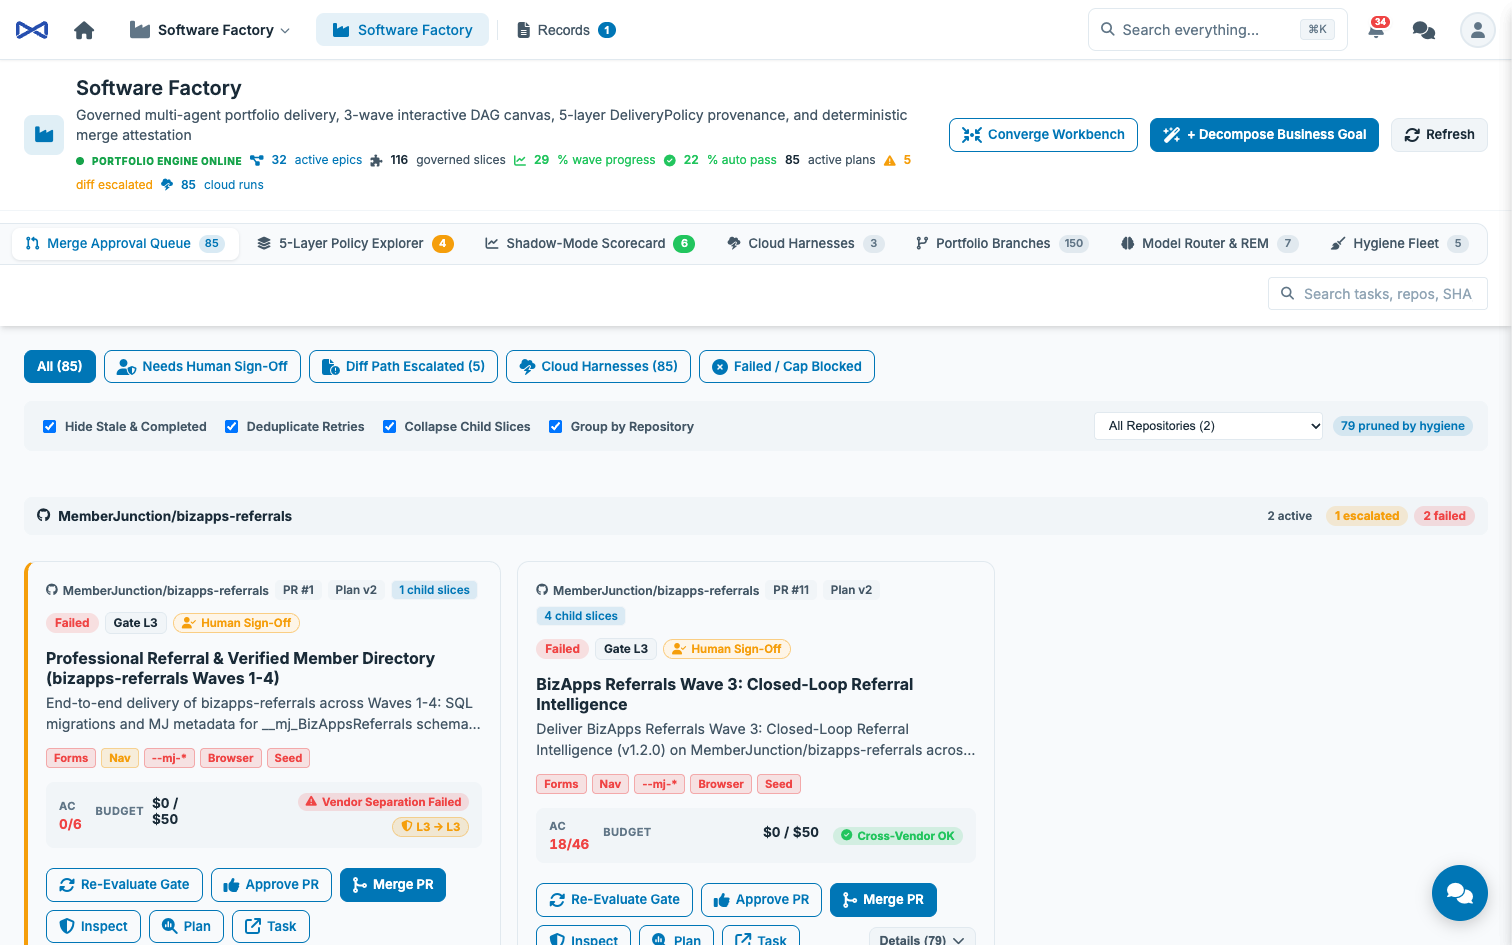 Software Factory
Software Factory
Records 1
Search everything... ⌘K
34
Software Factory
Governed multi-agent portfolio delivery, 3-wave interactive DAG canvas, 5-layer DeliveryPolicy provenance, and deterministic
merge attestation
PORTFOLIO ENGINE ONLINE 32 active epics 116 governed slices 29 % wave progress 22 % auto pass 85 active plans 5
diff escalated 85 cloud runs
Converge Workbench
+ Decompose Business Goal
Refresh
Merge Approval Queue 85
5-Layer Policy Explorer 4
Shadow-Mode Scorecard 6
Cloud Harnesses 3
Portfolio Branches 150
Model Router & REM 7
Hygiene Fleet 5
Search tasks, repos, SHA
All (85)
Needs Human Sign-Off
Diff Path Escalated (5)
Cloud Harnesses (85)
Failed / Cap Blocked
Hide Stale & Completed
Deduplicate Retries
Collapse Child Slices
Group by Repository
All Repositories (2)
79 pruned by hygiene
MemberJunction/bizapps-referrals
2 active 1 escalated 2 failed
MemberJunction/bizapps-referrals PR #1 Plan v2 1 child slices
Failed Gate L3 Human Sign-Off
Professional Referral & Verified Member Directory
(bizapps-referrals Waves 1-4)
End-to-end delivery of bizapps-referrals across Waves 1-4: SQL
migrations and MJ metadata for __mj_BizAppsReferrals schema...
Forms Nav --mj-* Browser Seed
AC
0/6
BUDGET
$0 /
$50
Vendor Separation Failed
L3 → L3
Re-Evaluate Gate
Approve PR
Merge PR
Inspect
Plan
Task
MemberJunction/bizapps-referrals PR #11 Plan v2
4 child slices
Failed Gate L3 Human Sign-Off
BizApps Referrals Wave 3: Closed-Loop Referral
Intelligence
Deliver BizApps Referrals Wave 3: Closed-Loop Referral
Intelligence (v1.2.0) on MemberJunction/bizapps-referrals acros...
Forms Nav --mj-* Browser Seed
AC
18/46
BUDGET
$0 / $50
Cross-Vendor OK
Re-Evaluate Gate
Approve PR
Merge PR
Inspect
Plan
Task
Details (79)